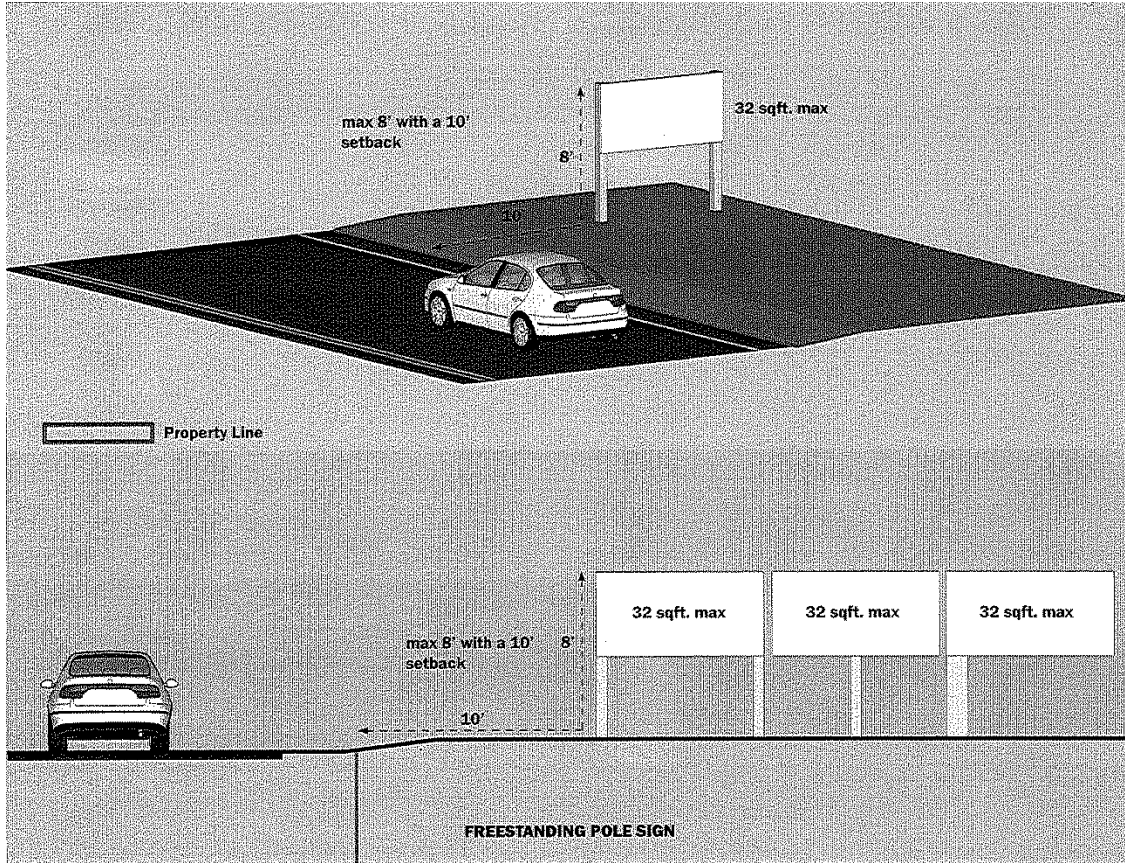 max 8' with a 10'
setback
32 sqft. max
8'
10'
Property Line
32 sqft. max
32 sqft. max
32 sqft. max
max 8' with a 10'
setback
8'
10'
FREESTANDING POLE SIGN